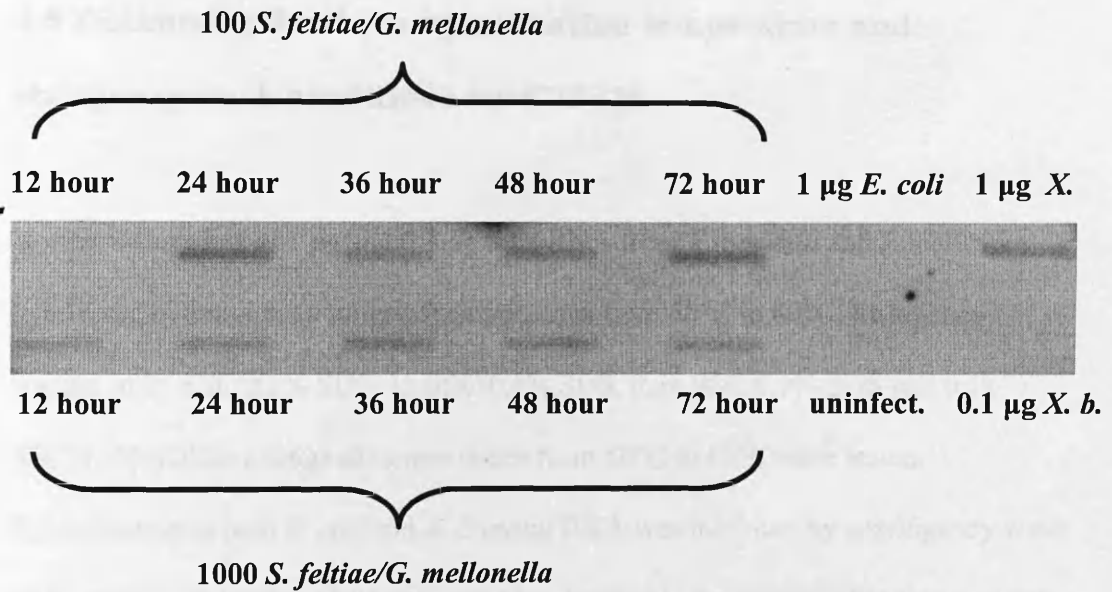 100 S. feltiae/G. mellonella
12 hour 24 hour 36 hour 48 hour 72 hour 1 µg E. coli 1 µg X.
12 hour 24 hour 36 hour 48 hour 72 hour uninfect. 0.1 µg X. b.
1000 S. feltiae/G. mellonella